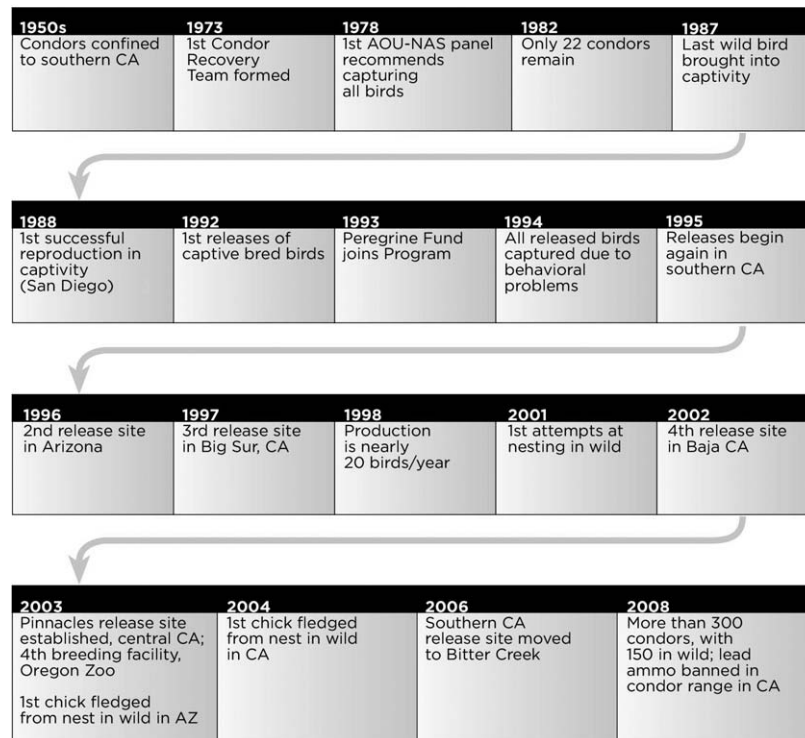 1950s
Condors confined
to southern CA
1973
1st Condor
Recovery
Team formed
1978
1st AOU-NAS panel
recommends
capturing
all birds
1982
Only 22 condors
remain
1987
Last wild bird
brought into
captivity
1988
1st successful
reproduction in
captivity
(San Diego)
1992
1st releases of
captive bred birds
1993
Peregrine Fund
joins Program
1994
All released birds
captured due to
behavioral
problems
1995
Releases begin
again in
southern CA
1996
2nd release site
in Arizona
1997
3rd release site
in Big Sur, CA
1998
Production
is nearly
20 birds/year
2001
1st attempts at
nesting in wild
2002
4th release site
in Baja CA
2003
Pinnacles release site
established, central CA;
4th breeding facility,
Oregon Zoo
1st chick fledged
from nest in wild in AZ
2004
1st chick fledged
from nest in wild
in CA
2006
Southern CA
release site moved
to Bitter Creek
2008
More than 300
condors, with
150 in wild; lead
ammo banned in
condor range in CA